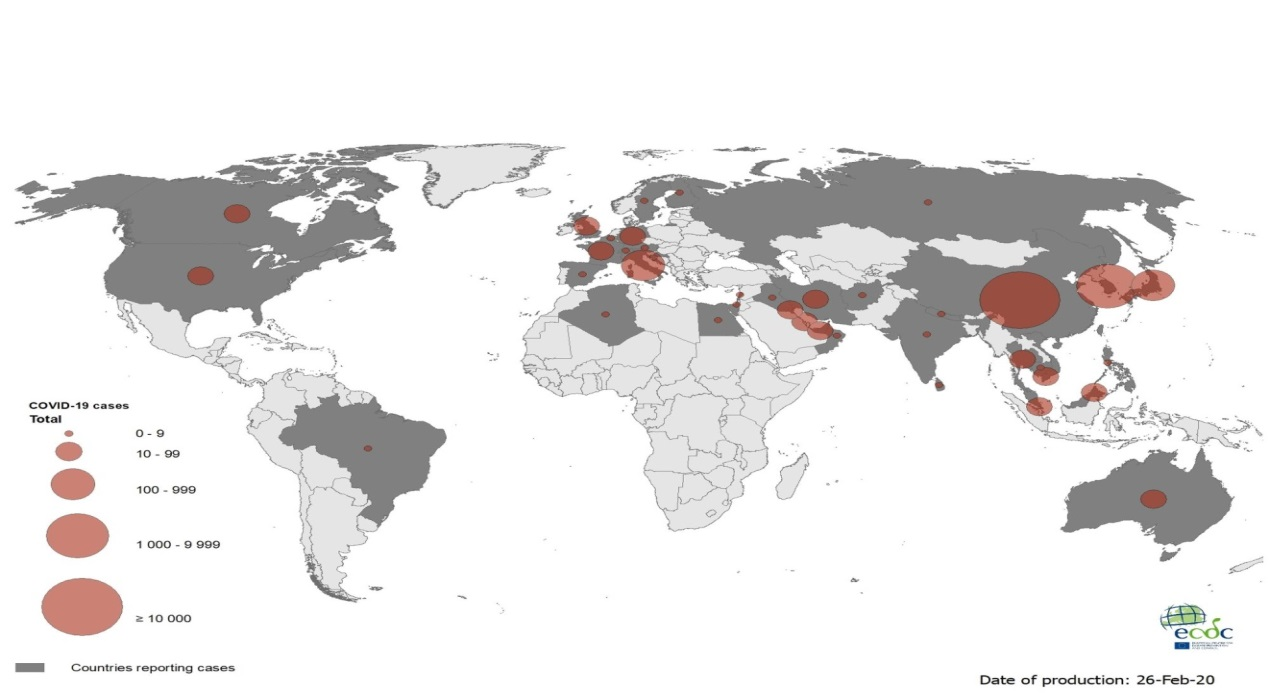 COVID-19 cases
Total
0 - 9
10 - 99
100 - 999
1 000 - 9 999
≥ 10 000
Countries reporting cases
ecdc
Date of production: 26-Feb-20